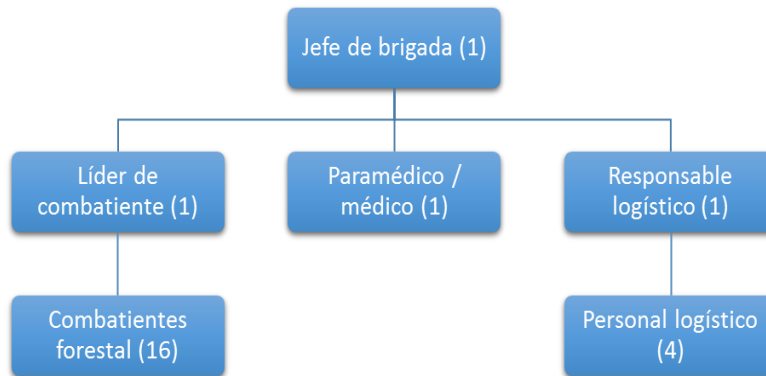 Jefe de brigada (1)
Líder de
combatiente (1)
Paramédico /
médico (1)
Responsable
logístico (1)
Combatientes
forestal (16)
Personal logístico
(4)